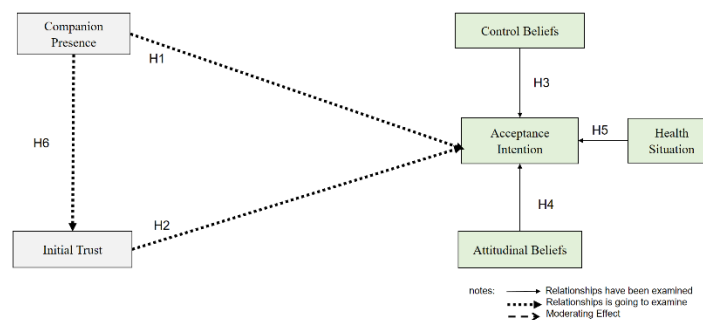 Companion
Presence
Control Beliefs
H1
H3
H6
Acceptance
Intention
H5
Health
Situation
H2
H4
Initial Trust
Attitudinal Beliefs
notes:
Relationships have been examined
Relationships is going to examine
Moderating Effect